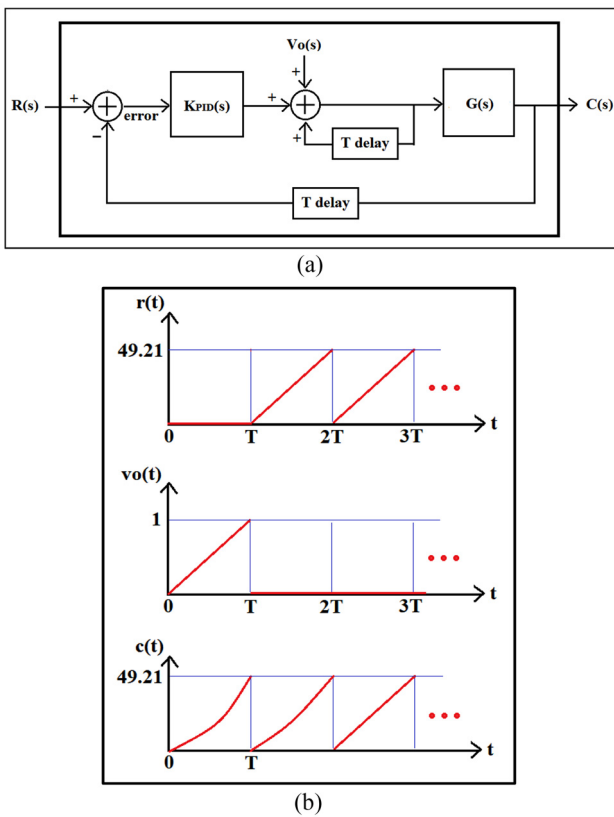 Vo(s)
+
R(s) + error KPID(s) + G(s) C(s)
−
+ T delay
T delay
(a)
r(t)
49.21
0 T 2T 3T t
vo(t)
1
0 T 2T 3T t
c(t)
49.21
0 T t
(b)